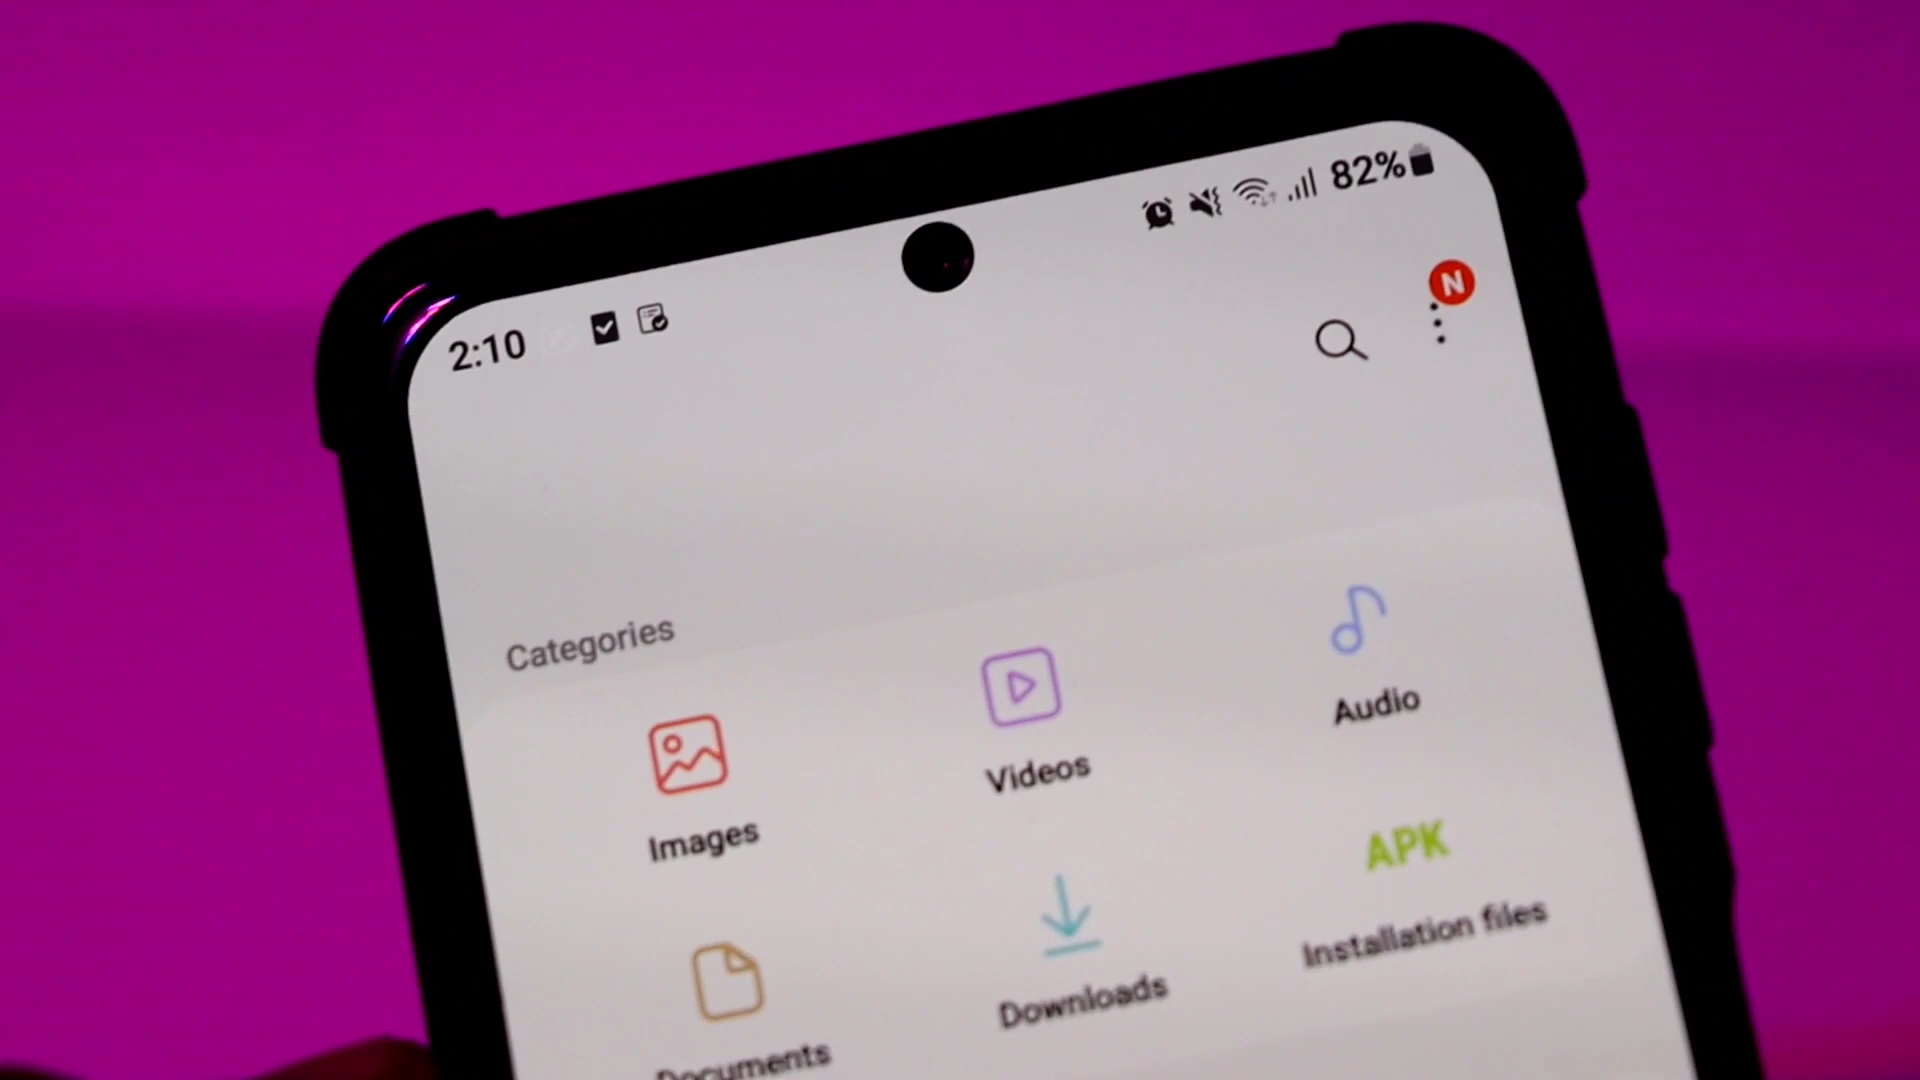 2:10
82%
N
Categories
Images
Videos
Audio
Documents
Downloads
APK
Installation files